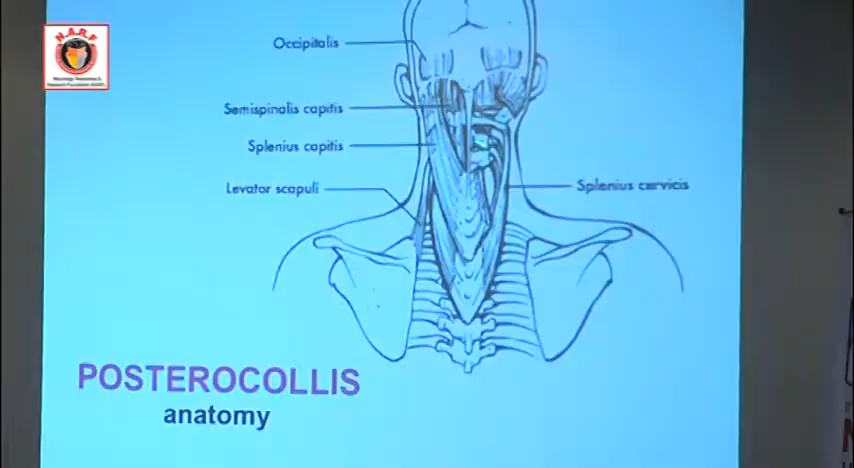 N.A.R.F
Occipitalis
Semispinalis capitis
Splenius capitis
Levator scapuli
Splenius cervicis
POSTEROCOLLIS
anatomy